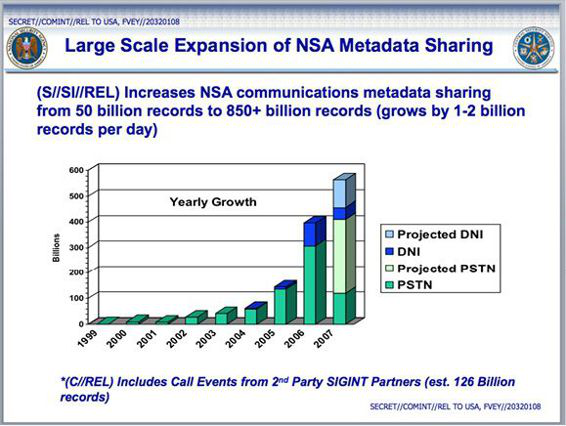 SECRET//COMINT//REL TO USA, FVEY//20320108
Large Scale Expansion of NSA Metadata Sharing
(S//SI//REL) Increases NSA communications metadata sharing
from 50 billion records to 850+ billion records (grows by 1-2 billion
records per day)
Yearly Growth
Billions
600
500
400
300
200
100
0
1999
2000
2001
2002
2003
2004
2005
2006
2007
Projected DNI
DNI
Projected PSTN
PSTN
*(C//REL) Includes Call Events from 2nd Party SIGINT Partners (est. 126 Billion
records)
SECRET//COMINT//REL TO USA, FVEY//20320108